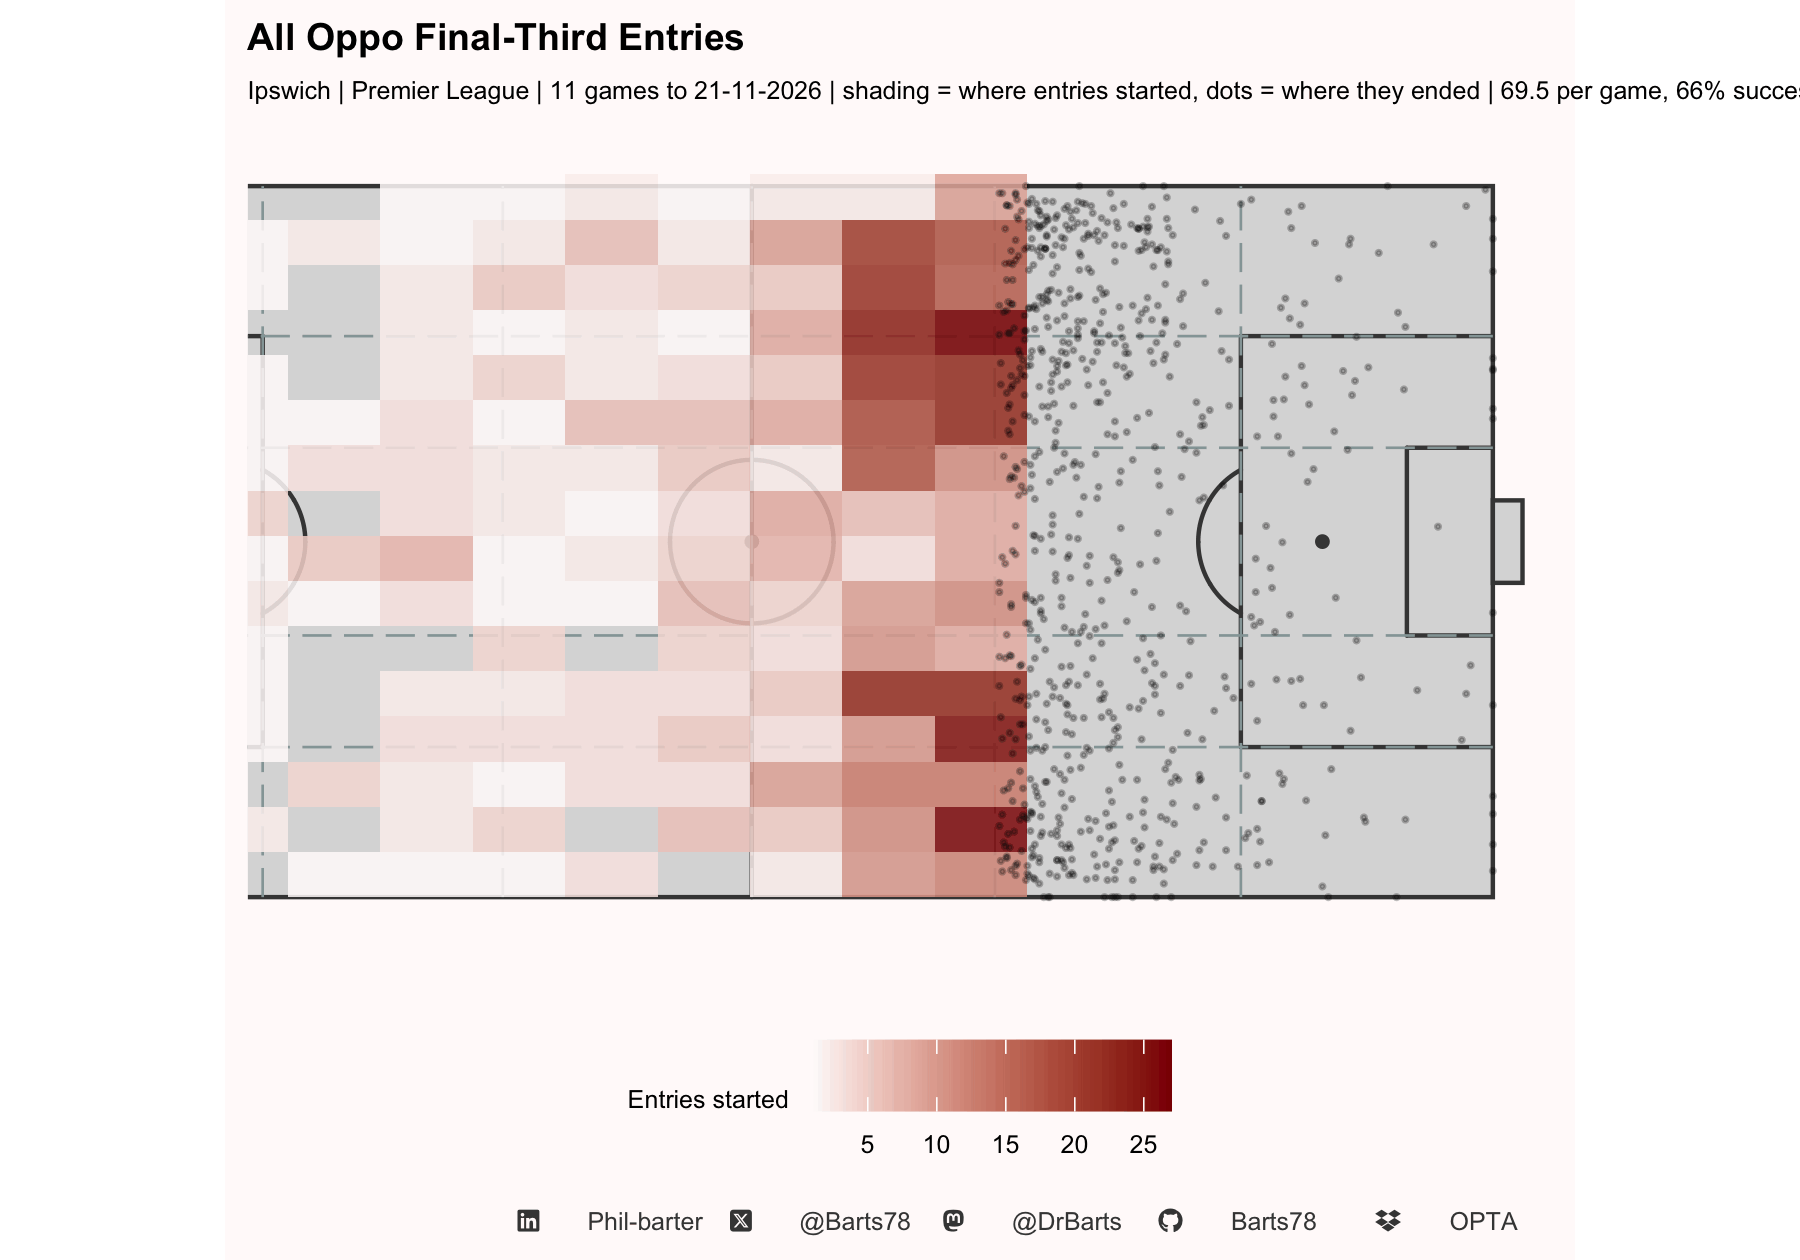 All Oppo Final-Third Entries
Ipswich | Premier League | 11 games to 21-11-2026 | shading = where entries started, dots = where they ended | 69.5 per game, 66%
Entries started
5 10 15 20 25
Phil-barter @Barts78 @DrBarts Barts78 OPTA